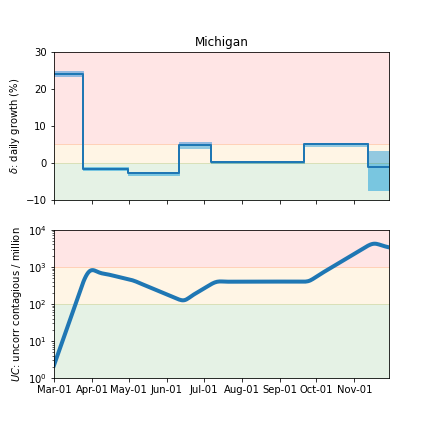 Michigan
30
20
10
0
−10
δ: daily growth (%)
10⁴
10³
10²
10¹
10⁰
UC: uncorr contagious / million
Mar-01 Apr-01 May-01 Jun-01 Jul-01 Aug-01 Sep-01 Oct-01 Nov-01